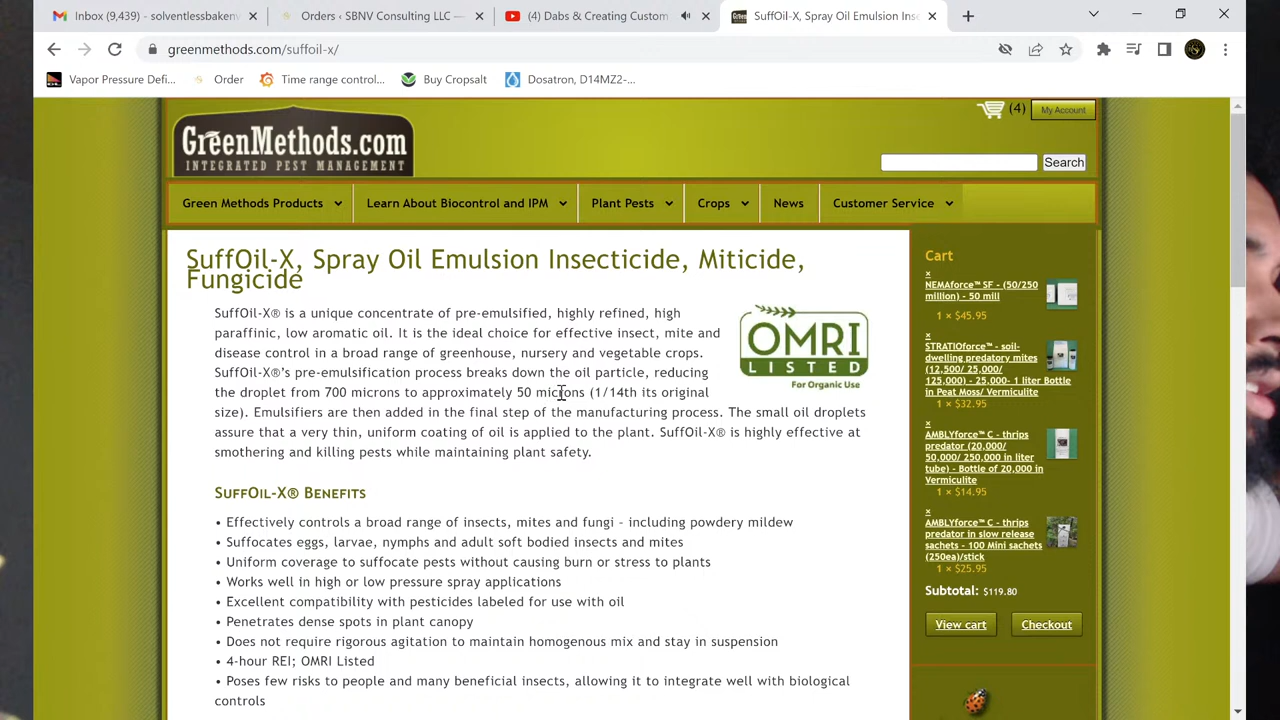 Inbox (9,439) – solventlessbaken
Orders ‹ SBNV Consulting LLC —
(4) Dabs & Creating Custom
SuffOil-X, Spray Oil Emulsion Inse
greenmethods.com/suffoil-x/
Vapor Pressure Defi...
Order
Time range control...
Buy Cropsalt
Dosatron, D14MZ2-...
GreenMethods.com
INTEGRATED PEST MANAGEMENT
(4)
My Account
Search
Green Methods Products
Learn About Biocontrol and IPM
Plant Pests
Crops
News
Customer Service
SuffOil-X, Spray Oil Emulsion Insecticide, Miticide,
Fungicide
SuffOil-X® is a unique concentrate of pre-emulsified, highly refined, high
paraffinic, low aromatic oil. It is the ideal choice for effective insect, mite and
disease control in a broad range of greenhouse, nursery and vegetable crops.
SuffOil-X®'s pre-emulsification process breaks down the oil particle, reducing
the droplet from 700 microns to approximately 50 microns (1/14th its original
size). Emulsifiers are then added in the final step of the manufacturing process. The small oil droplets
assure that a very thin, uniform coating of oil is applied to the plant. SuffOil-X® is highly effective at
smothering and killing pests while maintaining plant safety.
OMRI
LISTED
For Organic Use
SuffOil-X® Benefits
• Effectively controls a broad range of insects, mites and fungi – including powdery mildew
• Suffocates eggs, larvae, nymphs and adult soft bodied insects and mites
• Uniform coverage to suffocate pests without causing burn or stress to plants
• Works well in high or low pressure spray applications
• Excellent compatibility with pesticides labeled for use with oil
• Penetrates dense spots in plant canopy
• Does not require rigorous agitation to maintain homogenous mix and stay in suspension
• 4-hour REI; OMRI Listed
• Poses few risks to people and many beneficial insects, allowing it to integrate well with biological
controls
Cart
×
NEMAforce™ SF - (50/250
million) - 50 mill
1 × $45.95
×
STRATIOforce™ - soil-
dwelling predatory mites
(12,500/ 25,000/
125,000) - 25,000- 1 liter Bottle
in Peat Moss/ Vermiculite
1 × $32.95
×
AMBLYforce™ C - thrips
predator (20,000/
50,000/ 250,000 in liter
tube) - Bottle of 20,000 in
Vermiculite
1 × $14.95
×
AMBLYforce™ C - thrips
predator in slow release
sachets - 100 Mini sachets
(250ea)/stick
1 × $25.95
Subtotal: $119.80
View cart
Checkout